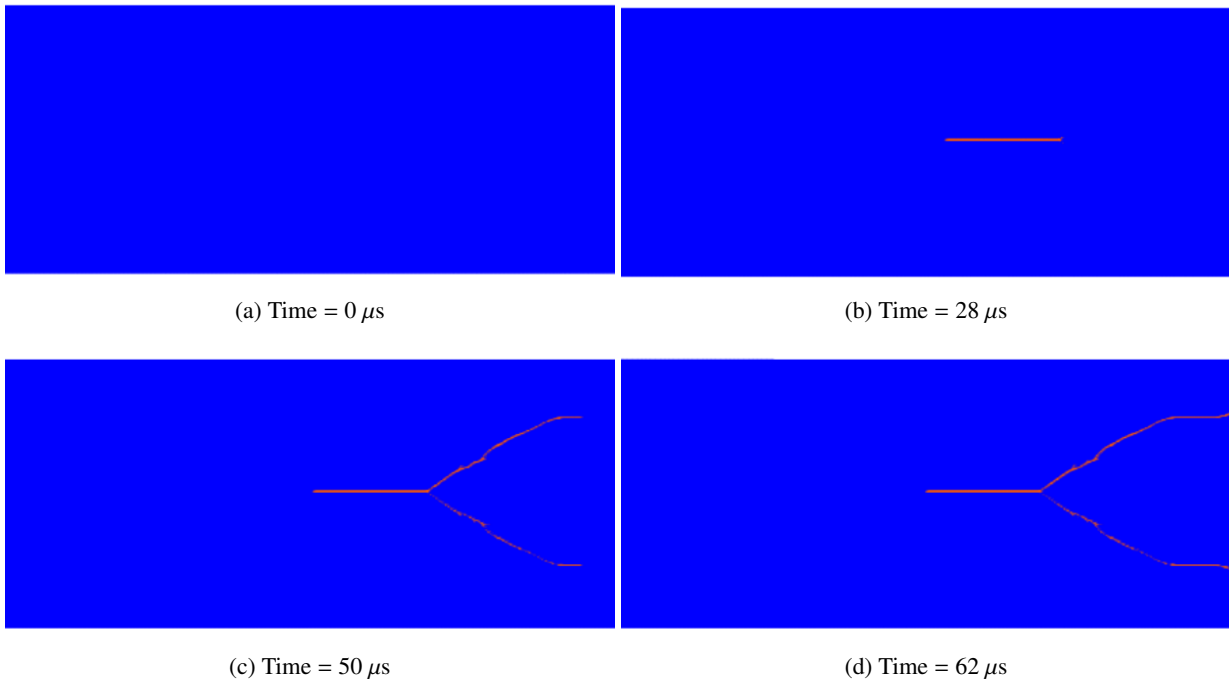 (a) Time = 0 μs
(b) Time = 28 μs
(c) Time = 50 μs
(d) Time = 62 μs